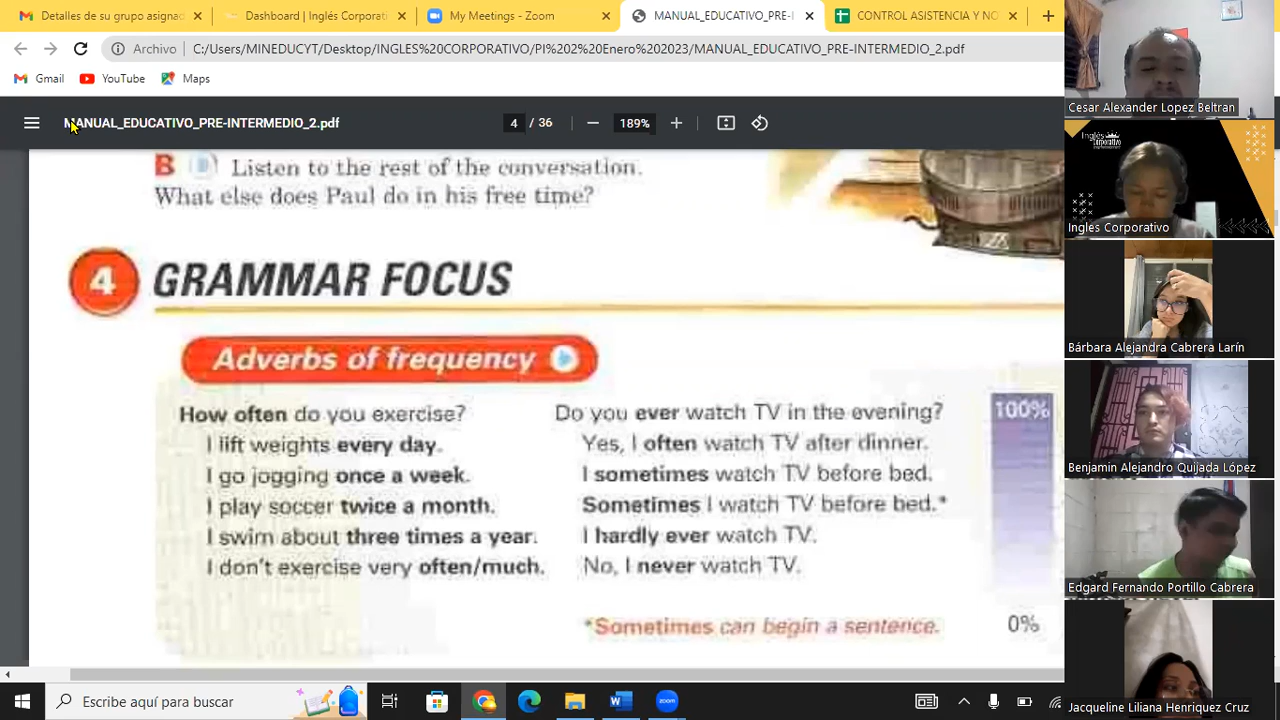 Detalles de su grupo asignad
Dashboard | Inglés Corporati
My Meetings - Zoom
MANUAL_EDUCATIVO_PRE-I
CONTROL ASISTENCIA Y NO
Archivo
C:/Users/MINEDUCYT/Desktop/INGLES%20CORPORATIVO/PI%202%20Enero%202023/MANUAL_EDUCATIVO_PRE-INTERMEDIO_2.pdf
Gmail
YouTube
Maps
MANUAL_EDUCATIVO_PRE-INTERMEDIO_2.pdf
4 / 36
189%
B Listen to the rest of the conversation.
What else does Paul do in his free time?
4 GRAMMAR FOCUS
Adverbs of frequency
How often do you exercise?
I lift weights every day.
I go jogging once a week.
I play soccer twice a month.
I swim about three times a year.
I don't exercise very often/much.
Do you ever watch TV in the evening?
Yes, I often watch TV after dinner.
I sometimes watch TV before bed.
Sometimes I watch TV before bed.*
I hardly ever watch TV.
No, I never watch TV.
*Sometimes can begin a sentence.
100%
0%
Cesar Alexander Lopez Beltran
Inglés
Corporativo
Ingles Corporativo
Bárbara Alejandra Cabrera Larín
Benjamin Alejandro Quijada López
Edgard Fernando Portillo Cabrera
Jacqueline Liliana Henriquez Cruz
Escribe aquí para buscar
zoom